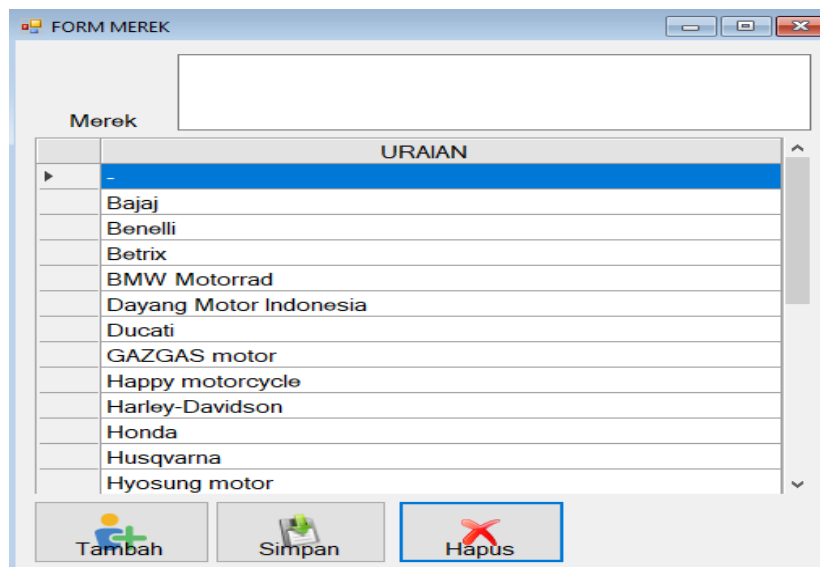 FORM MEREK
Merek
URAIAN
-
Bajaj
Benelli
Betrix
BMW Motorrad
Dayang Motor Indonesia
Ducati
GAZGAS motor
Happy motorcycle
Harley-Davidson
Honda
Husqvarna
Hyosung motor
Tambah Simpan Hapus